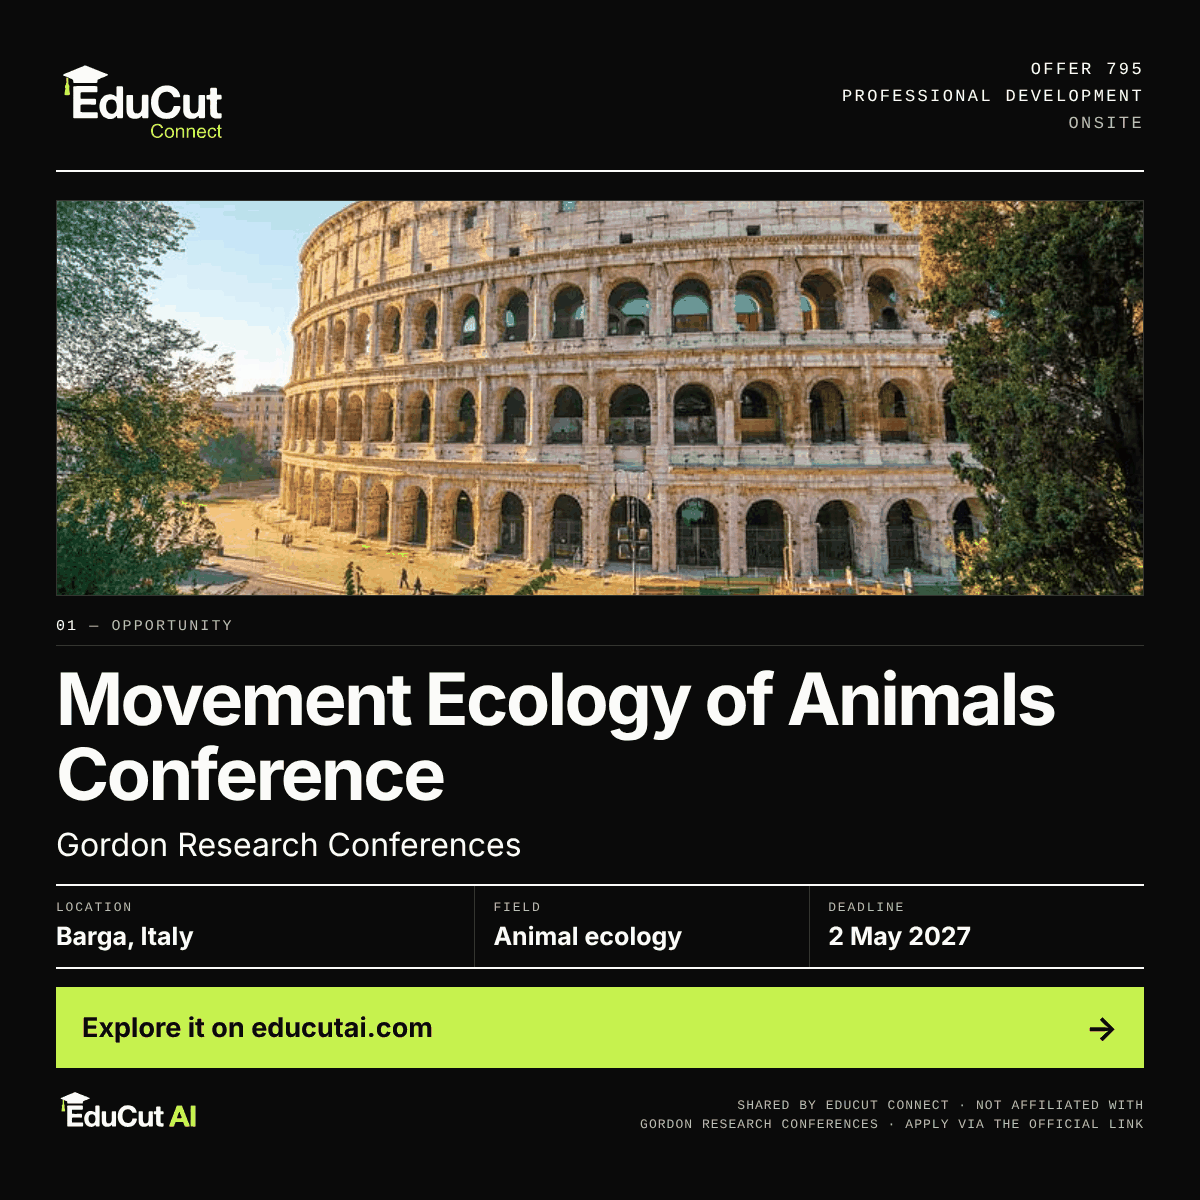 EduCut
Connect
OFFER 795
PROFESSIONAL DEVELOPMENT
ONSITE
01 — OPPORTUNITY
Movement Ecology of Animals
Conference
Gordon Research Conferences
LOCATION
Barga, Italy
FIELD
Animal ecology
DEADLINE
2 May 2027
Explore it on educutai.com →
EduCut AI
SHARED BY EDUCUT CONNECT · NOT AFFILIATED WITH
GORDON RESEARCH CONFERENCES · APPLY VIA THE OFFICIAL LINK